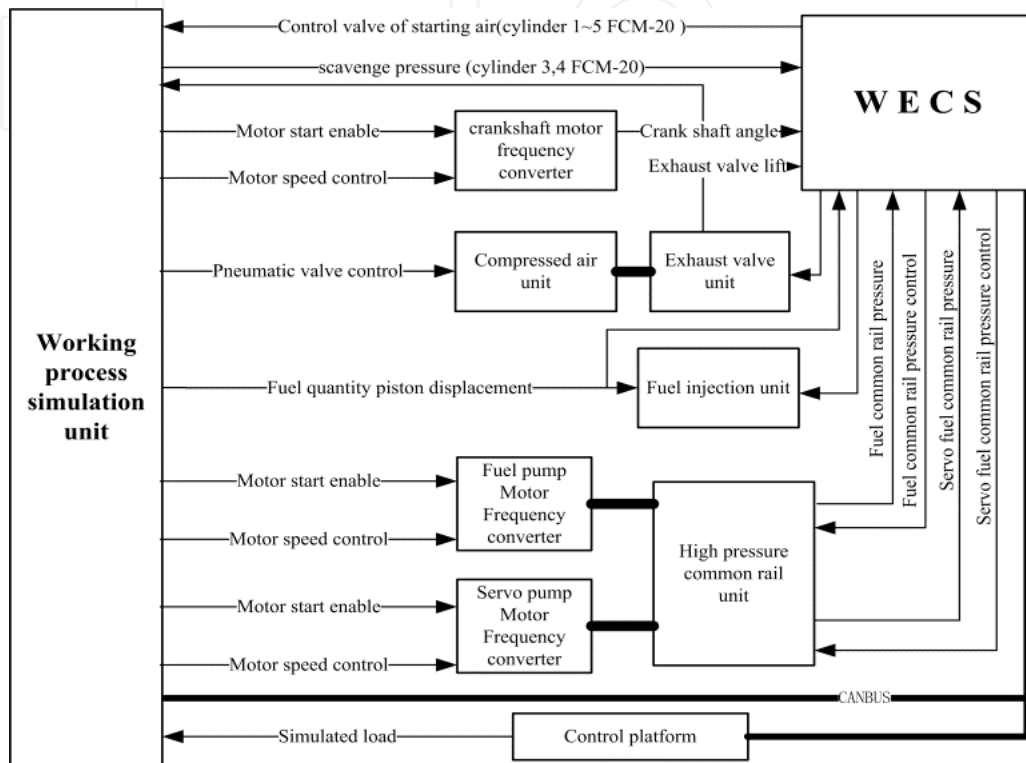 Control valve of starting air(cylinder 1~5 FCM-20 )
scavenge pressure (cylinder 3,4 FCM-20)
W E C S
Motor start enable
crankshaft motor
frequency
converter
Crank shaft angle
Motor speed control
Exhaust valve lift
Pneumatic valve control
Compressed air
unit
Exhaust valve
unit
Working
process
simulation
unit
Fuel quantity piston displacement
Fuel injection unit
Fuel common rail pressure
Fuel common rail pressure control
Servo fuel common rail pressure
Servo fuel common rail pressure control
Motor start enable
Fuel pump
Motor
Frequency
converter
Motor speed control
High pressure
common rail
unit
Motor start enable
Servo pump
Motor
Frequency
converter
Motor speed control
CANBUS
Simulated load
Control platform